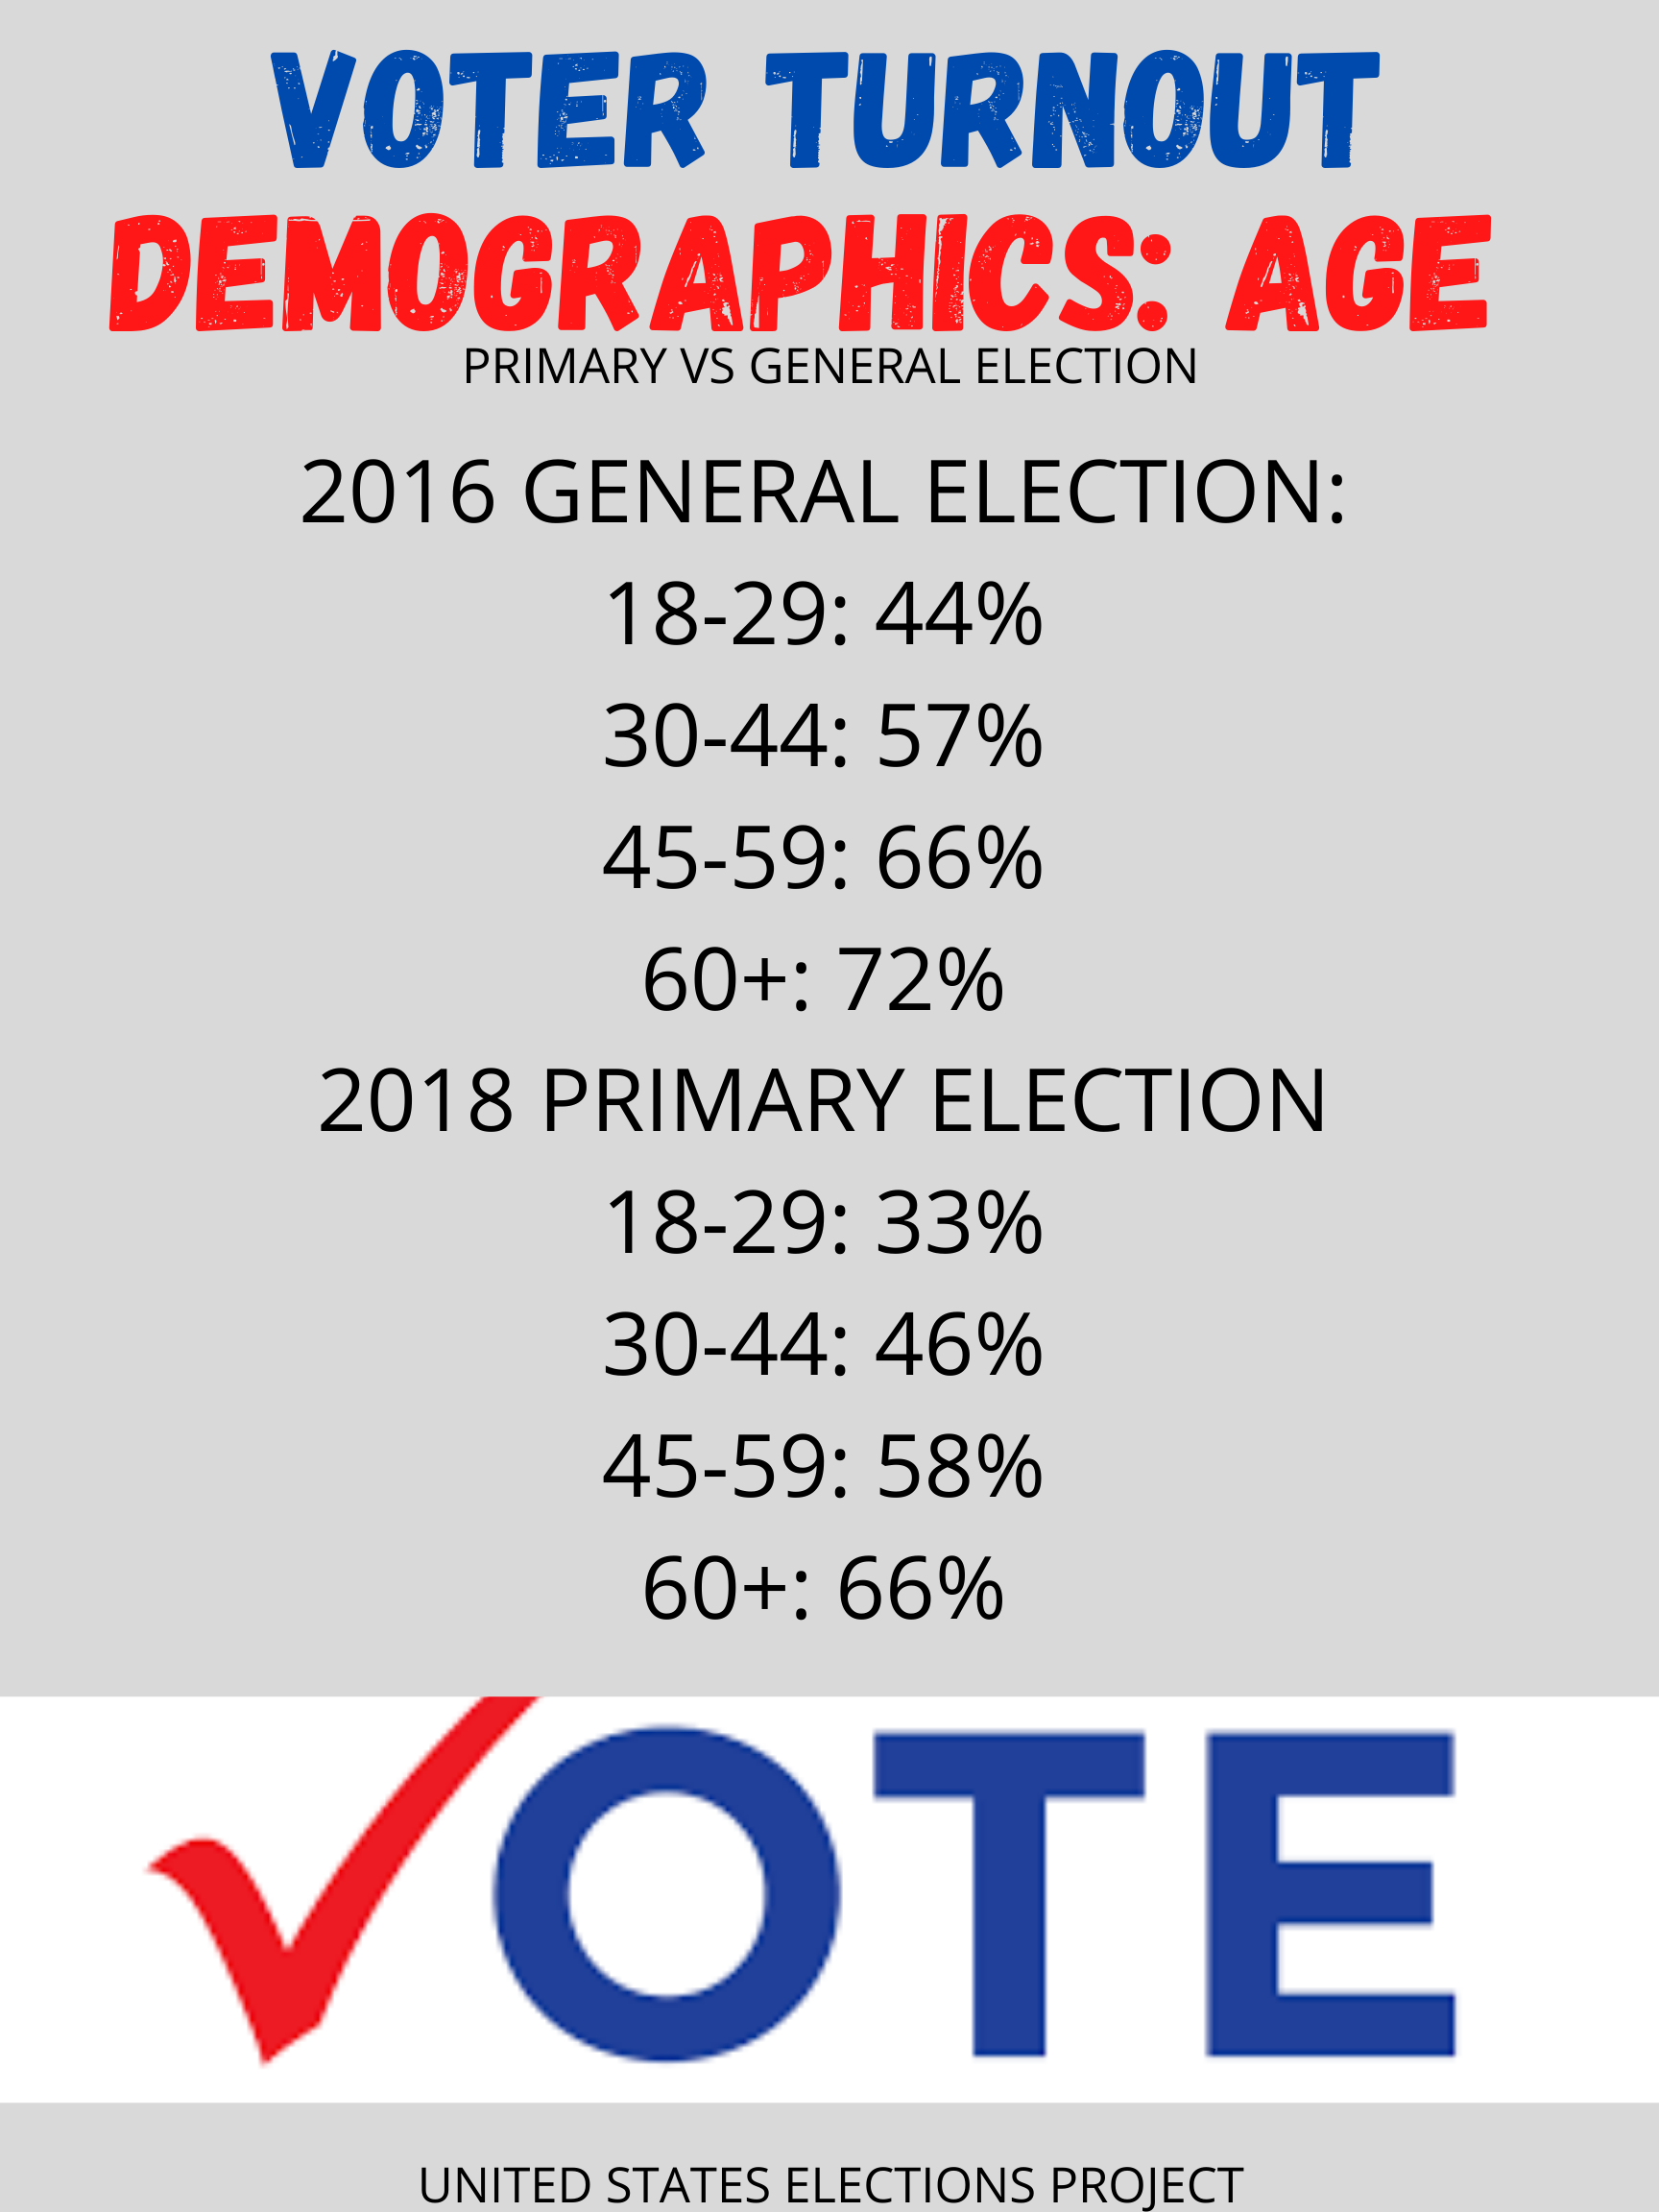 VOTER TURNOUT
DEMOGRAPHICS: AGE
PRIMARY VS GENERAL ELECTION
2016 GENERAL ELECTION:
18-29: 44%
30-44: 57%
45-59: 66%
60+: 72%
2018 PRIMARY ELECTION
18-29: 33%
30-44: 46%
45-59: 58%
60+: 66%
VOTE
UNITED STATES ELECTIONS PROJECT